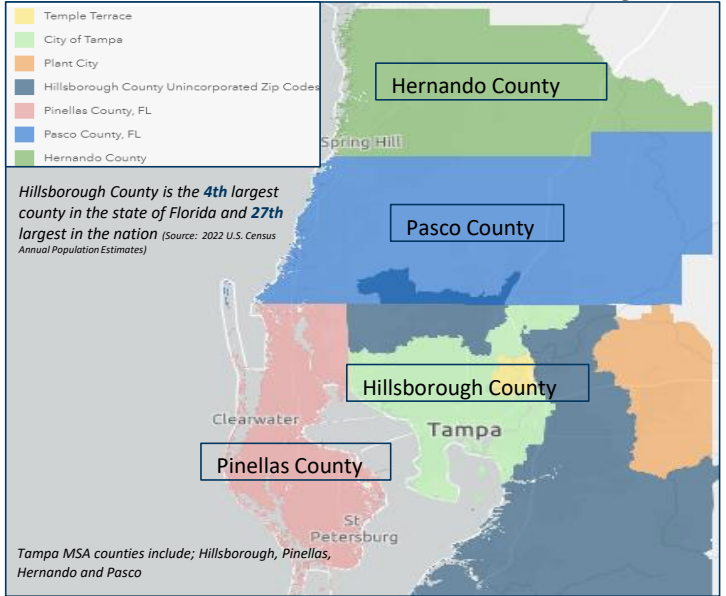 Temple Terrace
City of Tampa
Plant City
Hillsborough County Unincorporated Zip Codes
Pinellas County, FL
Pasco County, FL
Hernando County
Hernando County
Spring Hill
Hillsborough County is the 4th largest
county in the state of Florida and 27th
largest in the nation (Source: 2022 U.S. Census
Annual Population Estimates)
Pasco County
Hillsborough County
Clearwater
Tampa
Pinellas County
St
Petersburg
Tampa MSA counties include; Hillsborough, Pinellas,
Hernando and Pasco